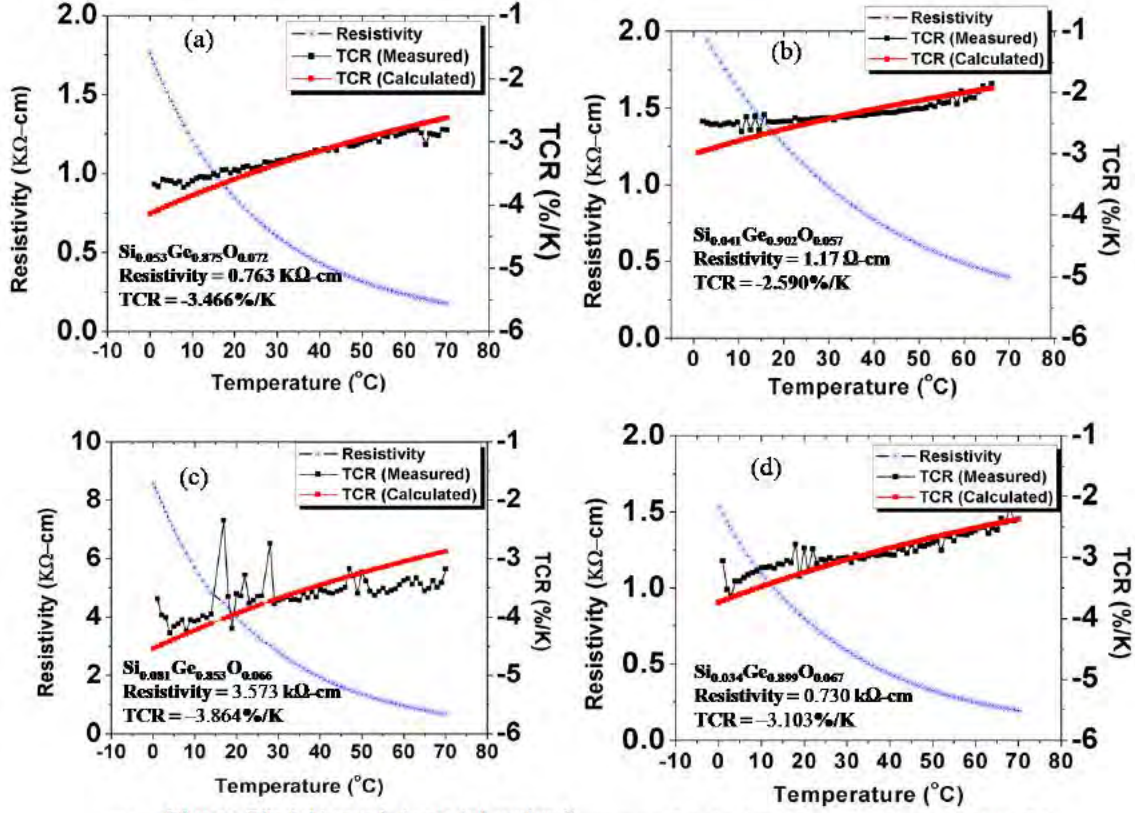 (a)
Resistivity
TCR (Measured)
TCR (Calculated)
2.0
1.5
1.0
0.5
0.0
Resistivity (KΩ–cm)
-1
-2
-3
-4
-5
-6
TCR (%/K)
Si0.053Ge0.875O0.072
Resistivity = 0.763 KΩ–cm
TCR = -3.466%/K
-10 0 10 20 30 40 50 60 70 80
Temperature (°C)
(b)
Resistivity
TCR (Measured)
TCR (Calculated)
2.0
1.5
1.0
0.5
0.0
Resistivity (KΩ–cm)
-1
-2
-3
-4
-5
-6
TCR (%/K)
Si0.041Ge0.902O0.057
Resistivity = 1.17 Ω–cm
TCR = -2.590%/K
0 10 20 30 40 50 60 70 80
Temperature (°C)
(c)
Resistivity
TCR (Measured)
TCR (Calculated)
10
8
6
4
2
0
Resistivity (KΩ–cm)
-1
-2
-3
-4
-5
-6
TCR (%/K)
Si0.081Ge0.853O0.066
Resistivity = 3.573 kΩ–cm
TCR = –3.864%/K
-10 0 10 20 30 40 50 60 70 80
Temperature (°C)
(d)
Resistivity
TCR (Measured)
TCR (Calculated)
2.0
1.5
1.0
0.5
0.0
Resistivity (KΩ–cm)
-1
-2
-3
-4
-5
-6
TCR (%/K)
Si0.034Ge0.899O0.067
Resistivity = 0.730 kΩ–cm
TCR = –3.103%/K
-10 0 10 20 30 40 50 60 70 80
Temperature (°C)